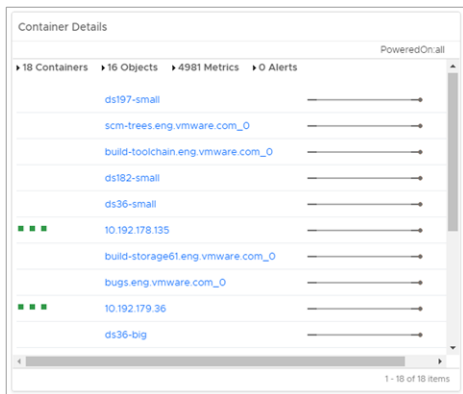 Container Details
PoweredOn:all
18 Containers 16 Objects 4981 Metrics 0 Alerts
ds197-small
scm-trees.eng.vmware.com_0
build-toolchain.eng.vmware.com_0
ds182-small
ds36-small
10.192.178.135
build-storage61.eng.vmware.com_0
bugs.eng.vmware.com_0
10.192.179.36
ds36-big
1 - 18 of 18 items